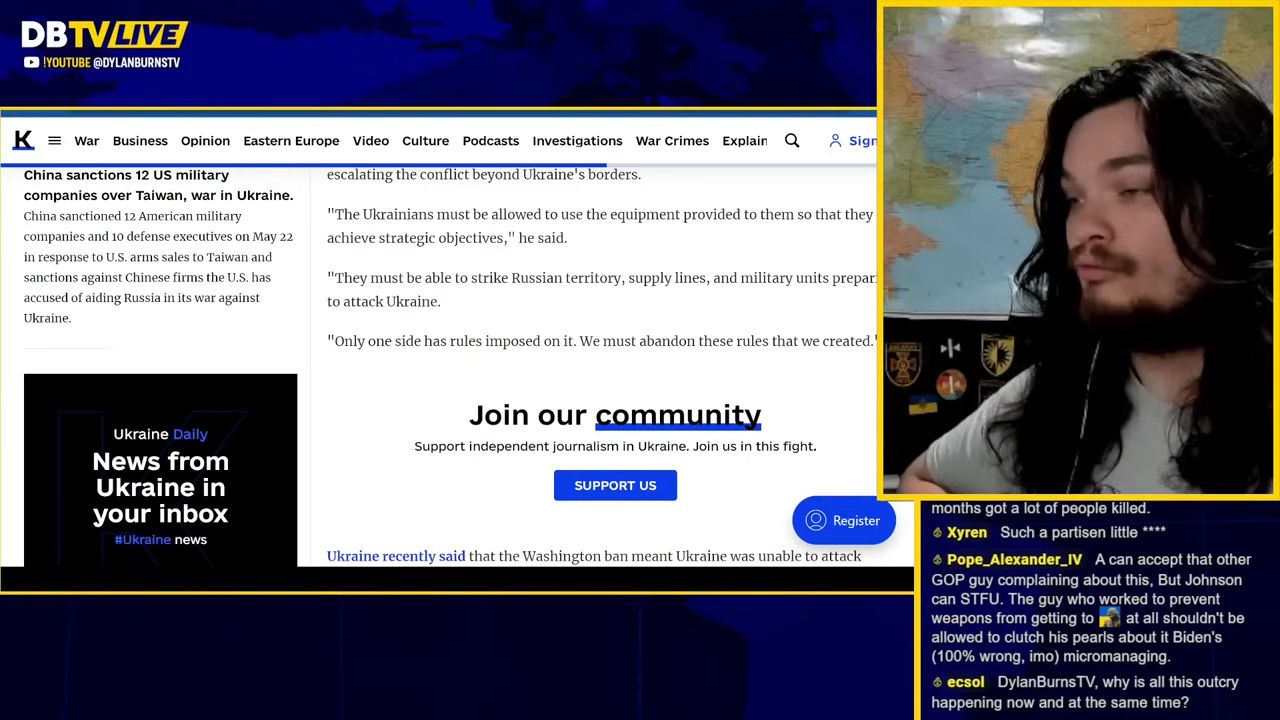 DBTV/LIVE
!YOUTUBE @DYLANBURNSTV
K War Business Opinion Eastern Europe Video Culture Podcasts Investigations War Crimes Explain Sign
China sanctions 12 US military
companies over Taiwan, war in Ukraine.
China sanctioned 12 American military
companies and 10 defense executives on May 22
in response to U.S. arms sales to Taiwan and
sanctions against Chinese firms the U.S. has
accused of aiding Russia in its war against
Ukraine.
Ukraine Daily
News from
Ukraine in
your inbox
#Ukraine news
escalating the conflict beyond Ukraine's borders.
"The Ukrainians must be allowed to use the equipment provided to them so that they
achieve strategic objectives," he said.
"They must be able to strike Russian territory, supply lines, and military units prepari
to attack Ukraine.
"Only one side has rules imposed on it. We must abandon these rules that we created."
Join our community
Support independent journalism in Ukraine. Join us in this fight.
SUPPORT US
Register
Ukraine recently said that the Washington ban meant Ukraine was unable to attack
months got a lot of people killed.
Xyren Such a partisen little ****
Pope_Alexander_IV A can accept that other
GOP guy complaining about this, But Johnson
can STFU. The guy who worked to prevent
weapons from getting to at all shouldn't be
allowed to clutch his pearls about it Biden's
(100% wrong, imo) micromanaging.
ecsol DylanBurnsTV, why is all this outcry
happening now and at the same time?